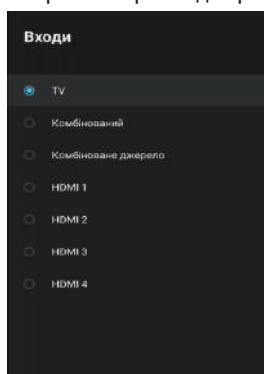 Входи
TV
Комбінований
Комбіноване джерело
HDMI 1
HDMI 2
HDMI 3
HDMI 4